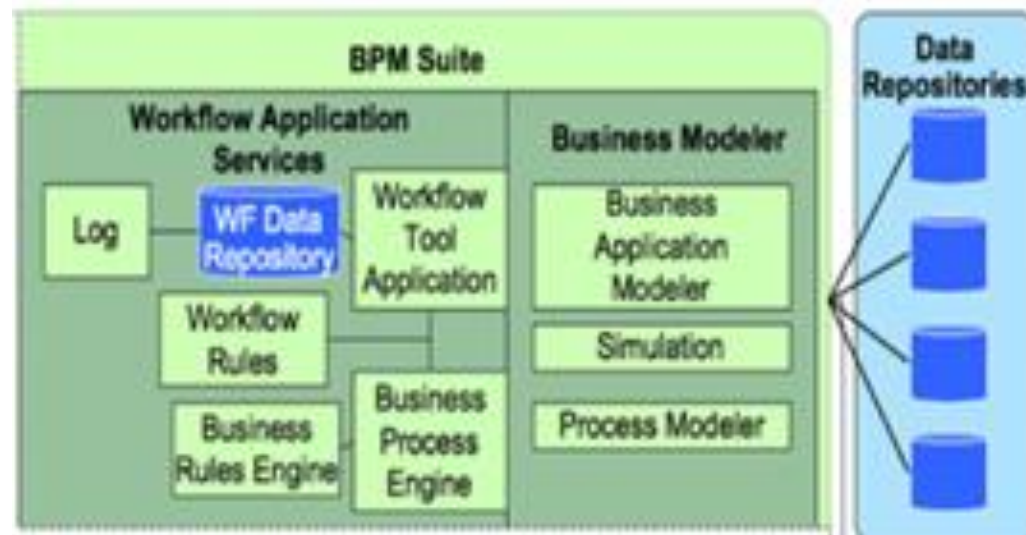 BPM Suite
Workflow Application
Services
Log
WF Data
Repository
Workflow
Tool
Application
Workflow
Rules
Business
Rules Engine
Business
Process
Engine
Business Modeler
Business
Application
Modeler
Simulation
Process Modeler
Data
Repositories